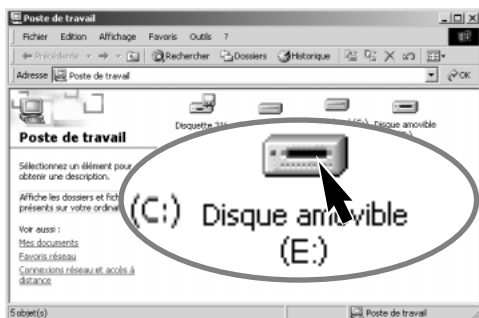 Poste de travail
Fichier Edition Affichage Favoris Outils ?
Précédente Rechercher Dossiers Historique
Adresse Poste de travail OK
Disquette Disque amovible
Poste de travail
Sélectionnez un élément pour
obtenir une description.
Affiche les dossiers et fich
présents sur votre ordina
(C:) Disque amovible
(E:)
Voir aussi :
Mes documents
Favoris réseau
Connexions réseau et accès à
distance
5 objet(s) Poste de travail